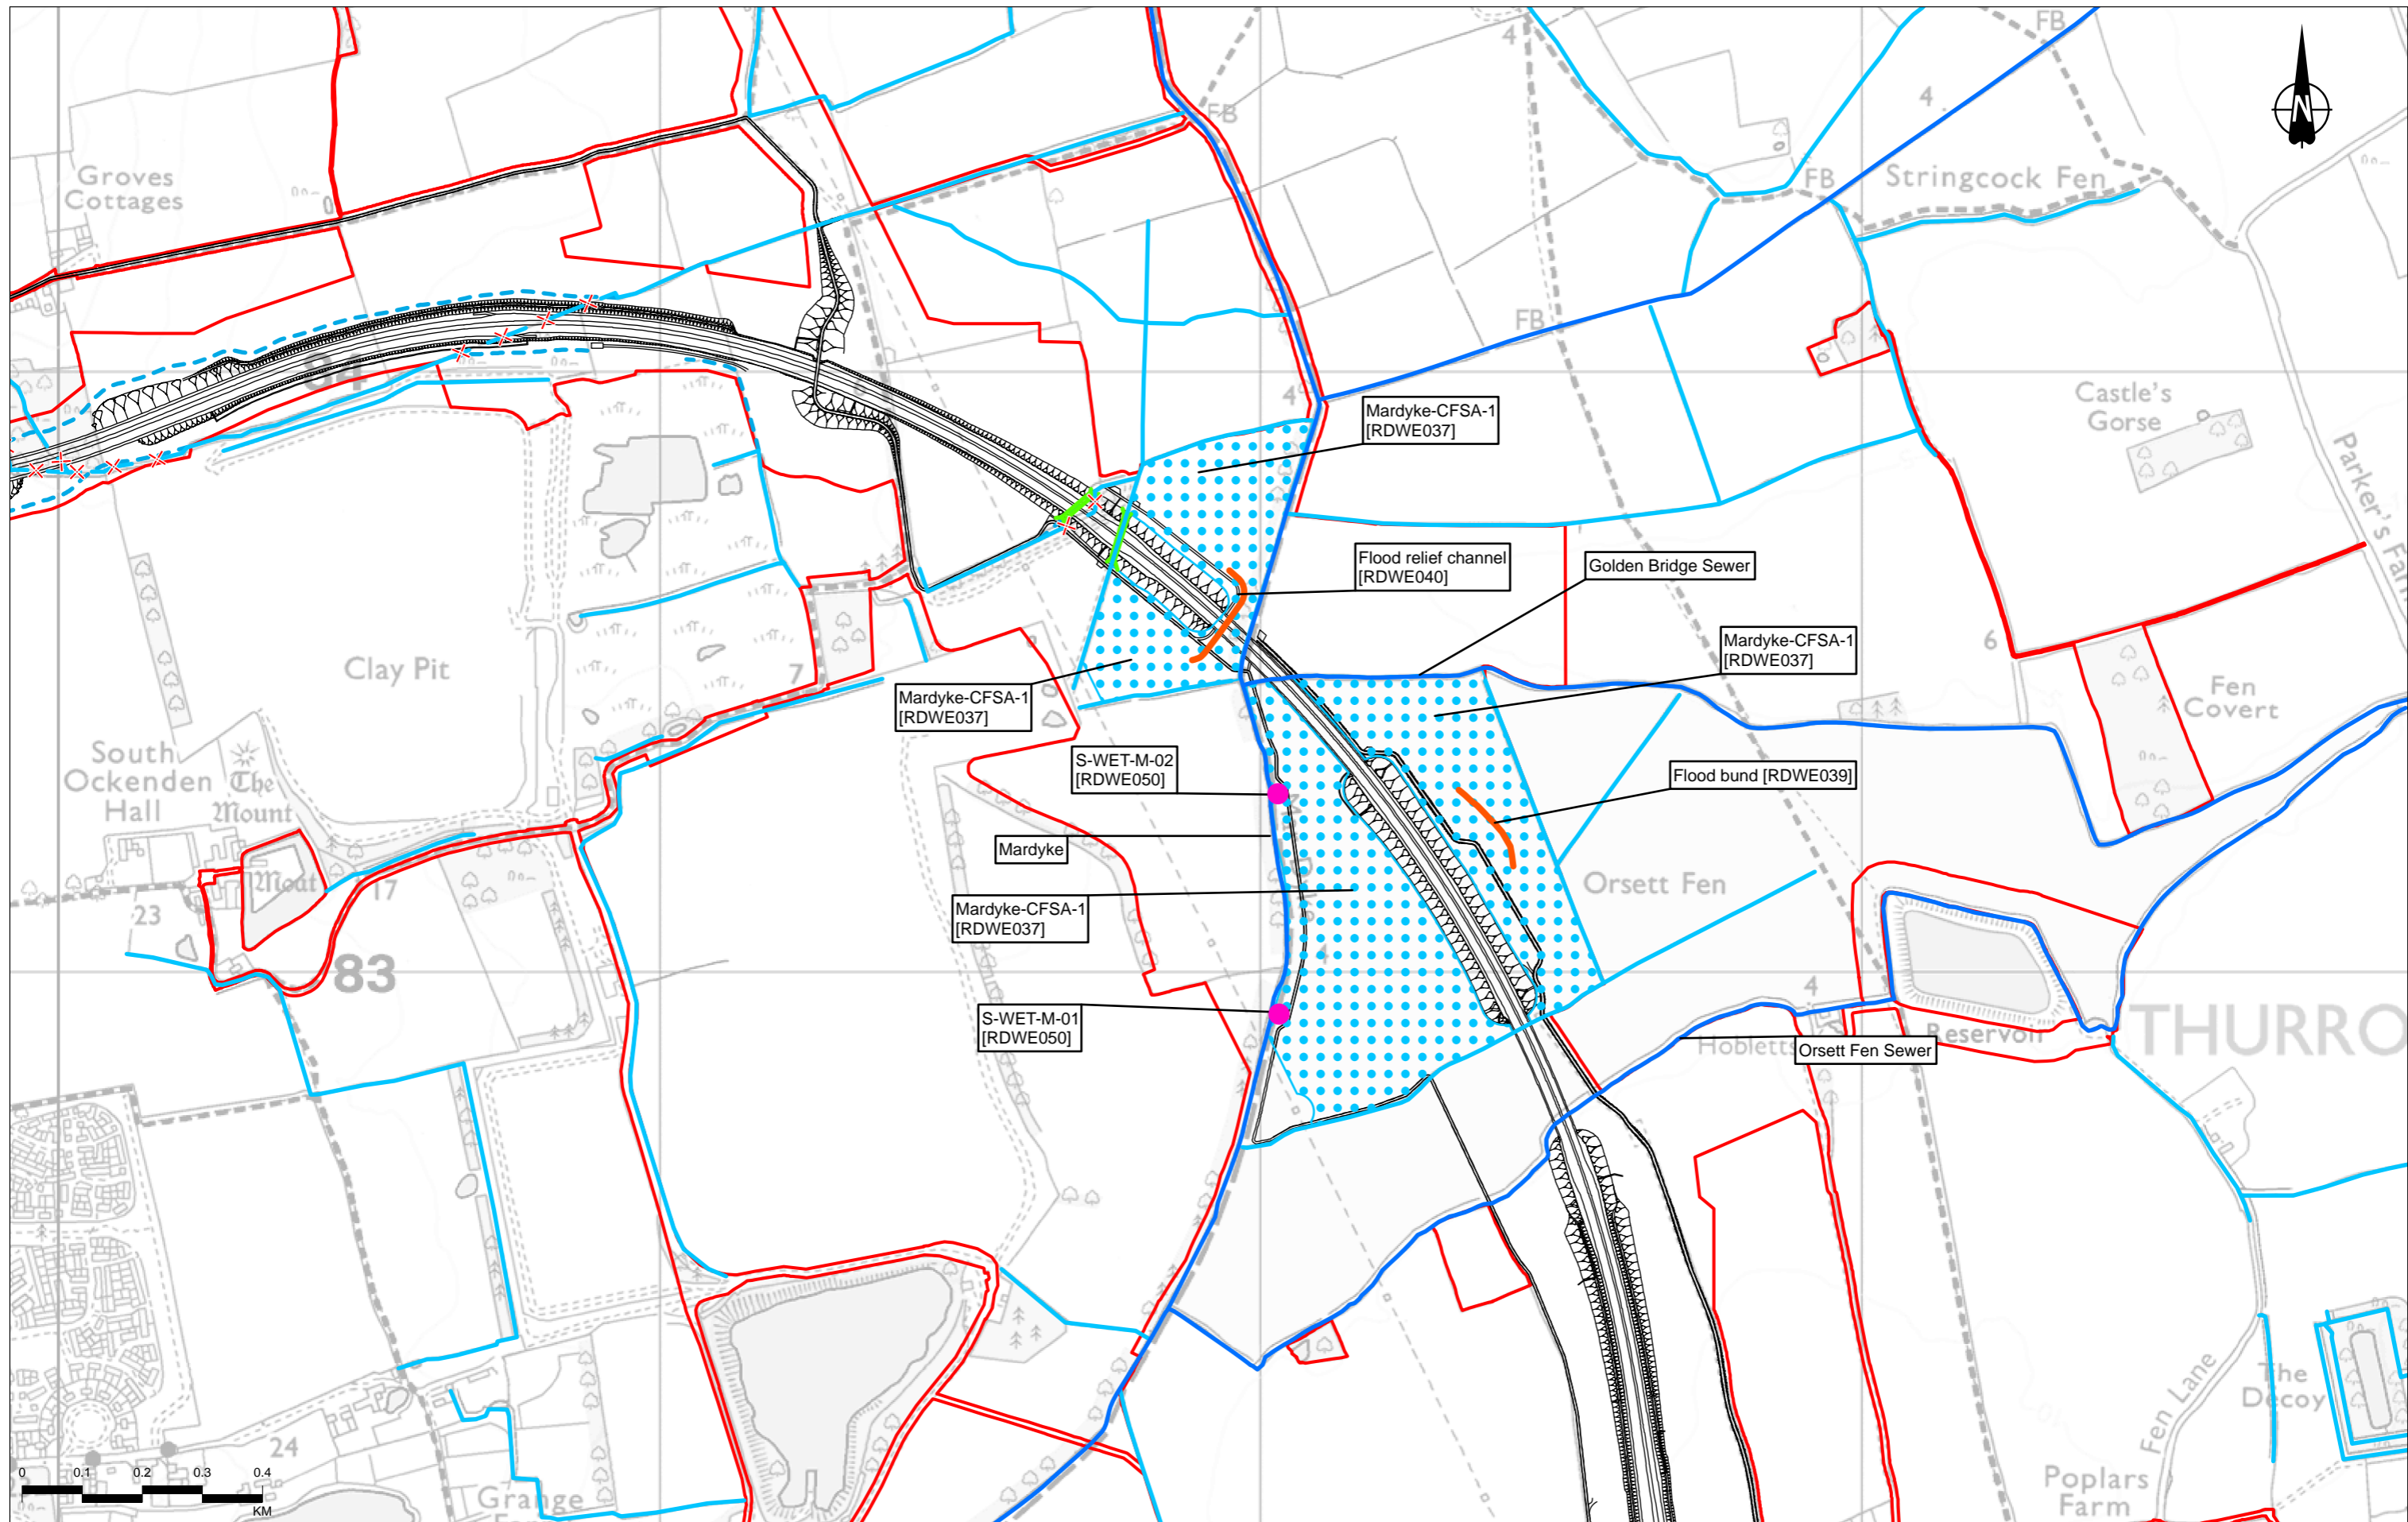 FB
4
FB
4
N
Groves
Cottages
FB
Stringcock Fen
84
FB
4
Castle's
Gorse
Mardyke-CFSA-1
[RDWE037]
Flood relief channel
[RDWE040]
Golden Bridge Sewer
Mardyke-CFSA-1
[RDWE037]
6
Clay Pit
7
Mardyke-CFSA-1
[RDWE037]
Fen
Covert
South
Ockenden
Hall
The
Mount
S-WET-M-02
[RDWE050]
Flood bund [RDWE039]
Mardyke
Moat
17
23
Orsett Fen
Mardyke-CFSA-1
[RDWE037]
83
4
4
S-WET-M-01
[RDWE050]
THURRO
Reservoir
Orsett Fen Sewer
Fen Lane
The
Decoy
24
0 0.1 0.2 0.3 0.4
KM
Grange
Poplars
Farm